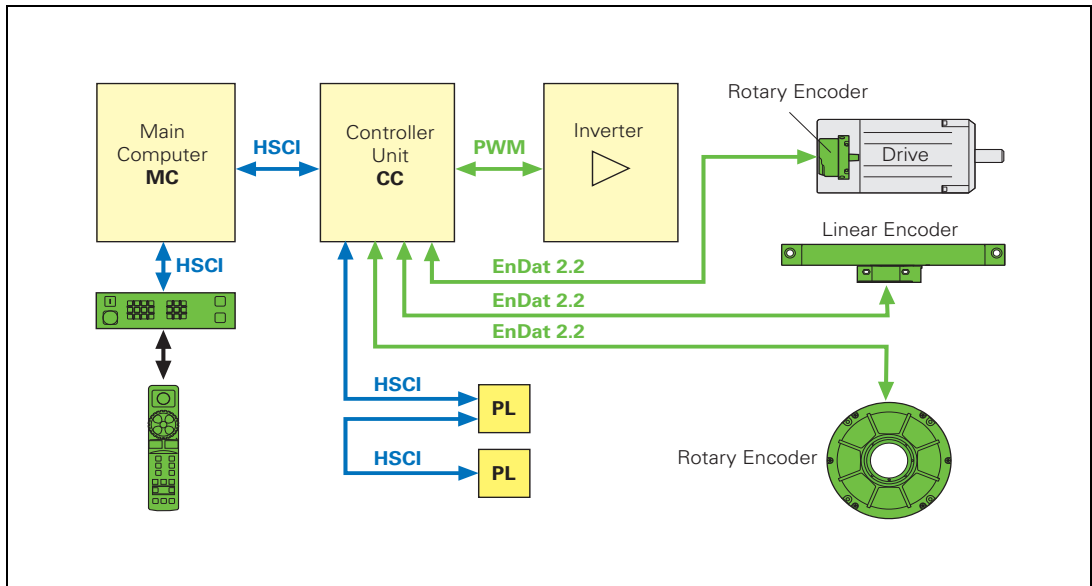 Main
Computer
MC
HSCI
Controller
Unit
CC
PWM
Inverter
Rotary Encoder
Drive
Linear Encoder
HSCI
EnDat 2.2
EnDat 2.2
EnDat 2.2
HSCI
PL
HSCI
PL
Rotary Encoder